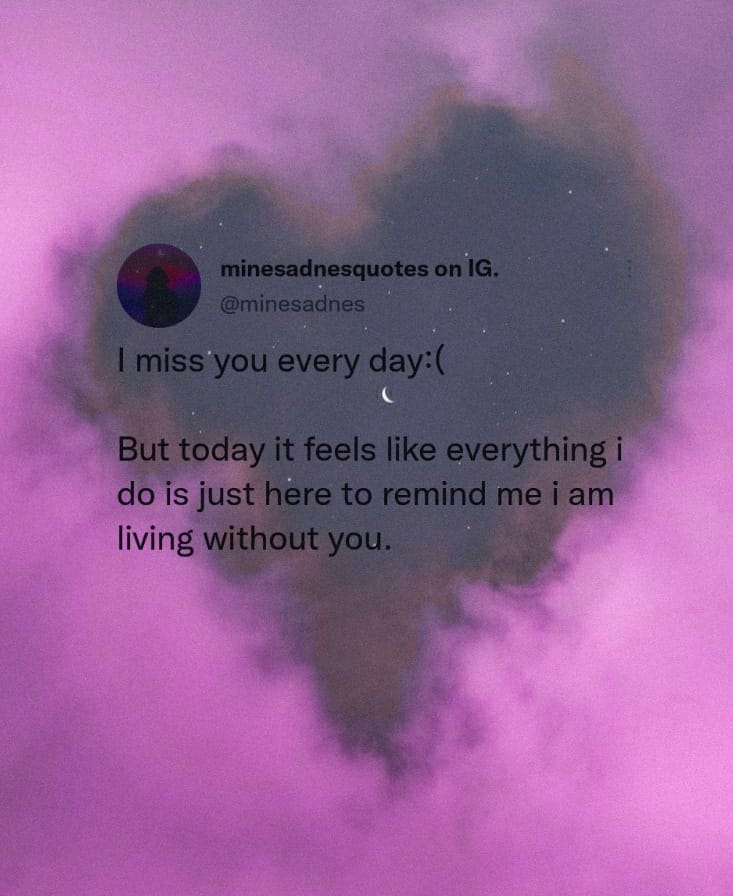 minesadnesquotes on IG.
@minesadnes
I miss you every day:(
But today it feels like everything i
do is just here to remind me i am
living without you.